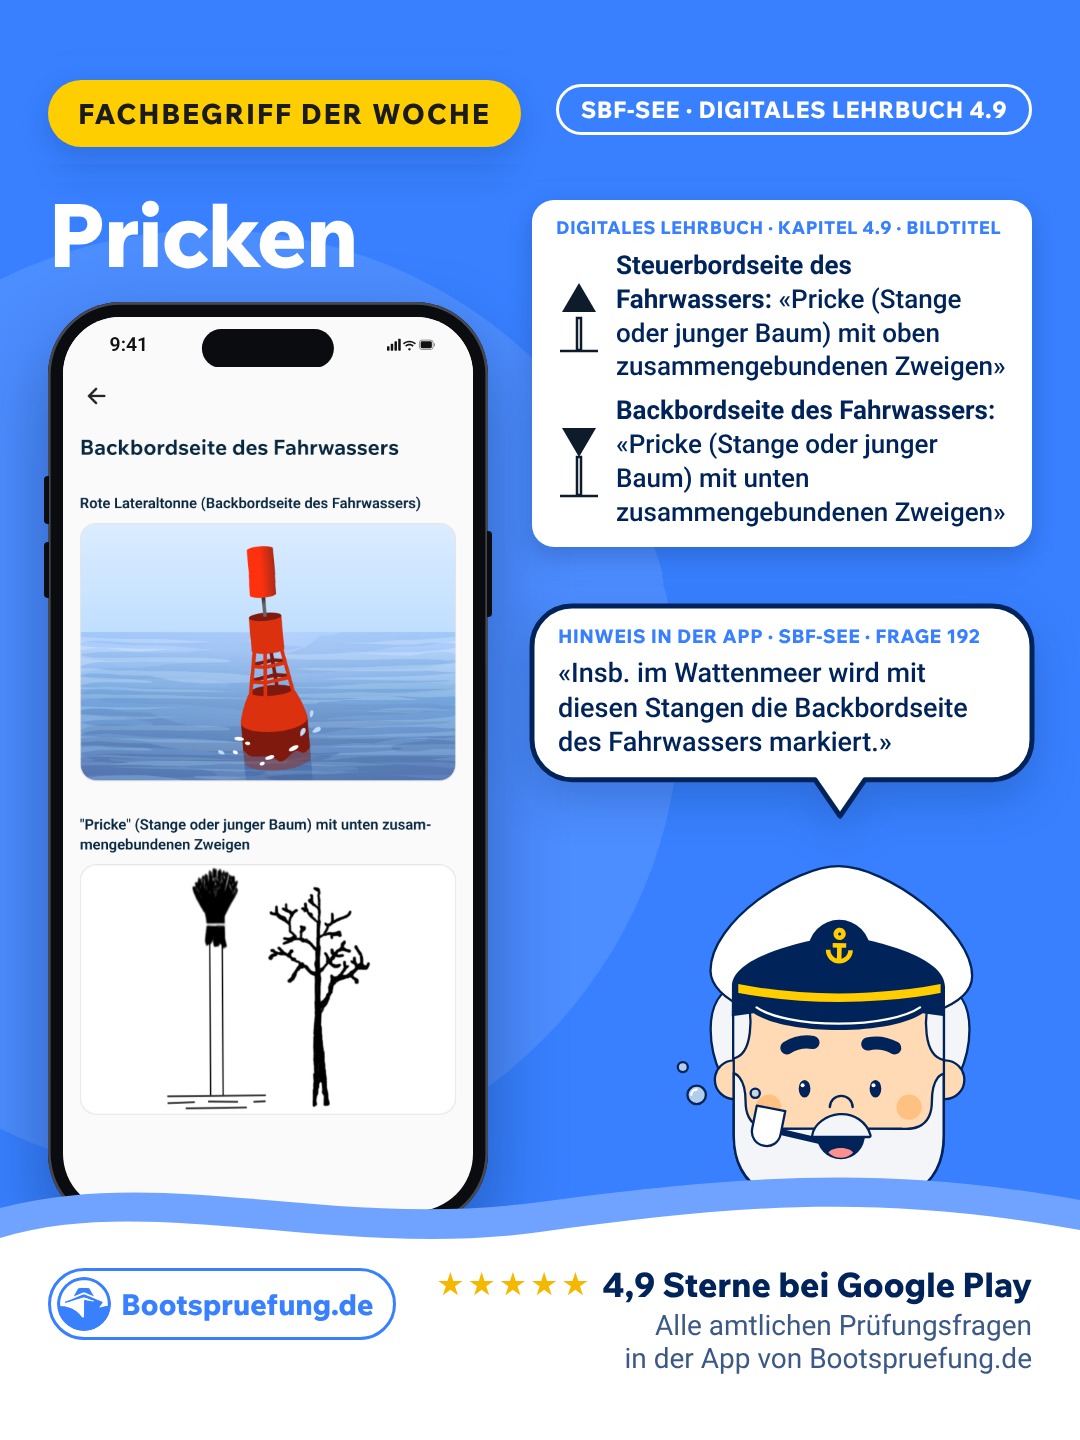 FACHBEGRIFF DER WOCHE
SBF-SEE · DIGITALES LEHRBUCH 4.9
Pricken
9:41
Backbordseite des Fahrwassers
Rote Lateraltonne (Backbordseite des Fahrwassers)
"Pricke" (Stange oder junger Baum) mit unten zusam-
mengebundenen Zweigen
DIGITALES LEHRBUCH · KAPITEL 4.9 · BILDTITEL
Steuerbordseite des
Fahrwassers: «Pricke (Stange
oder junger Baum) mit oben
zusammengebundenen Zweigen»
Backbordseite des Fahrwassers:
«Pricke (Stange oder junger
Baum) mit unten
zusammengebundenen Zweigen»
HINWEIS IN DER APP · SBF-SEE · FRAGE 192
«Insb. im Wattenmeer wird mit
diesen Stangen die Backbordseite
des Fahrwassers markiert.»
Bootspruefung.de
★★★★★ 4,9 Sterne bei Google Play
Alle amtlichen Prüfungsfragen
in der App von Bootspruefung.de